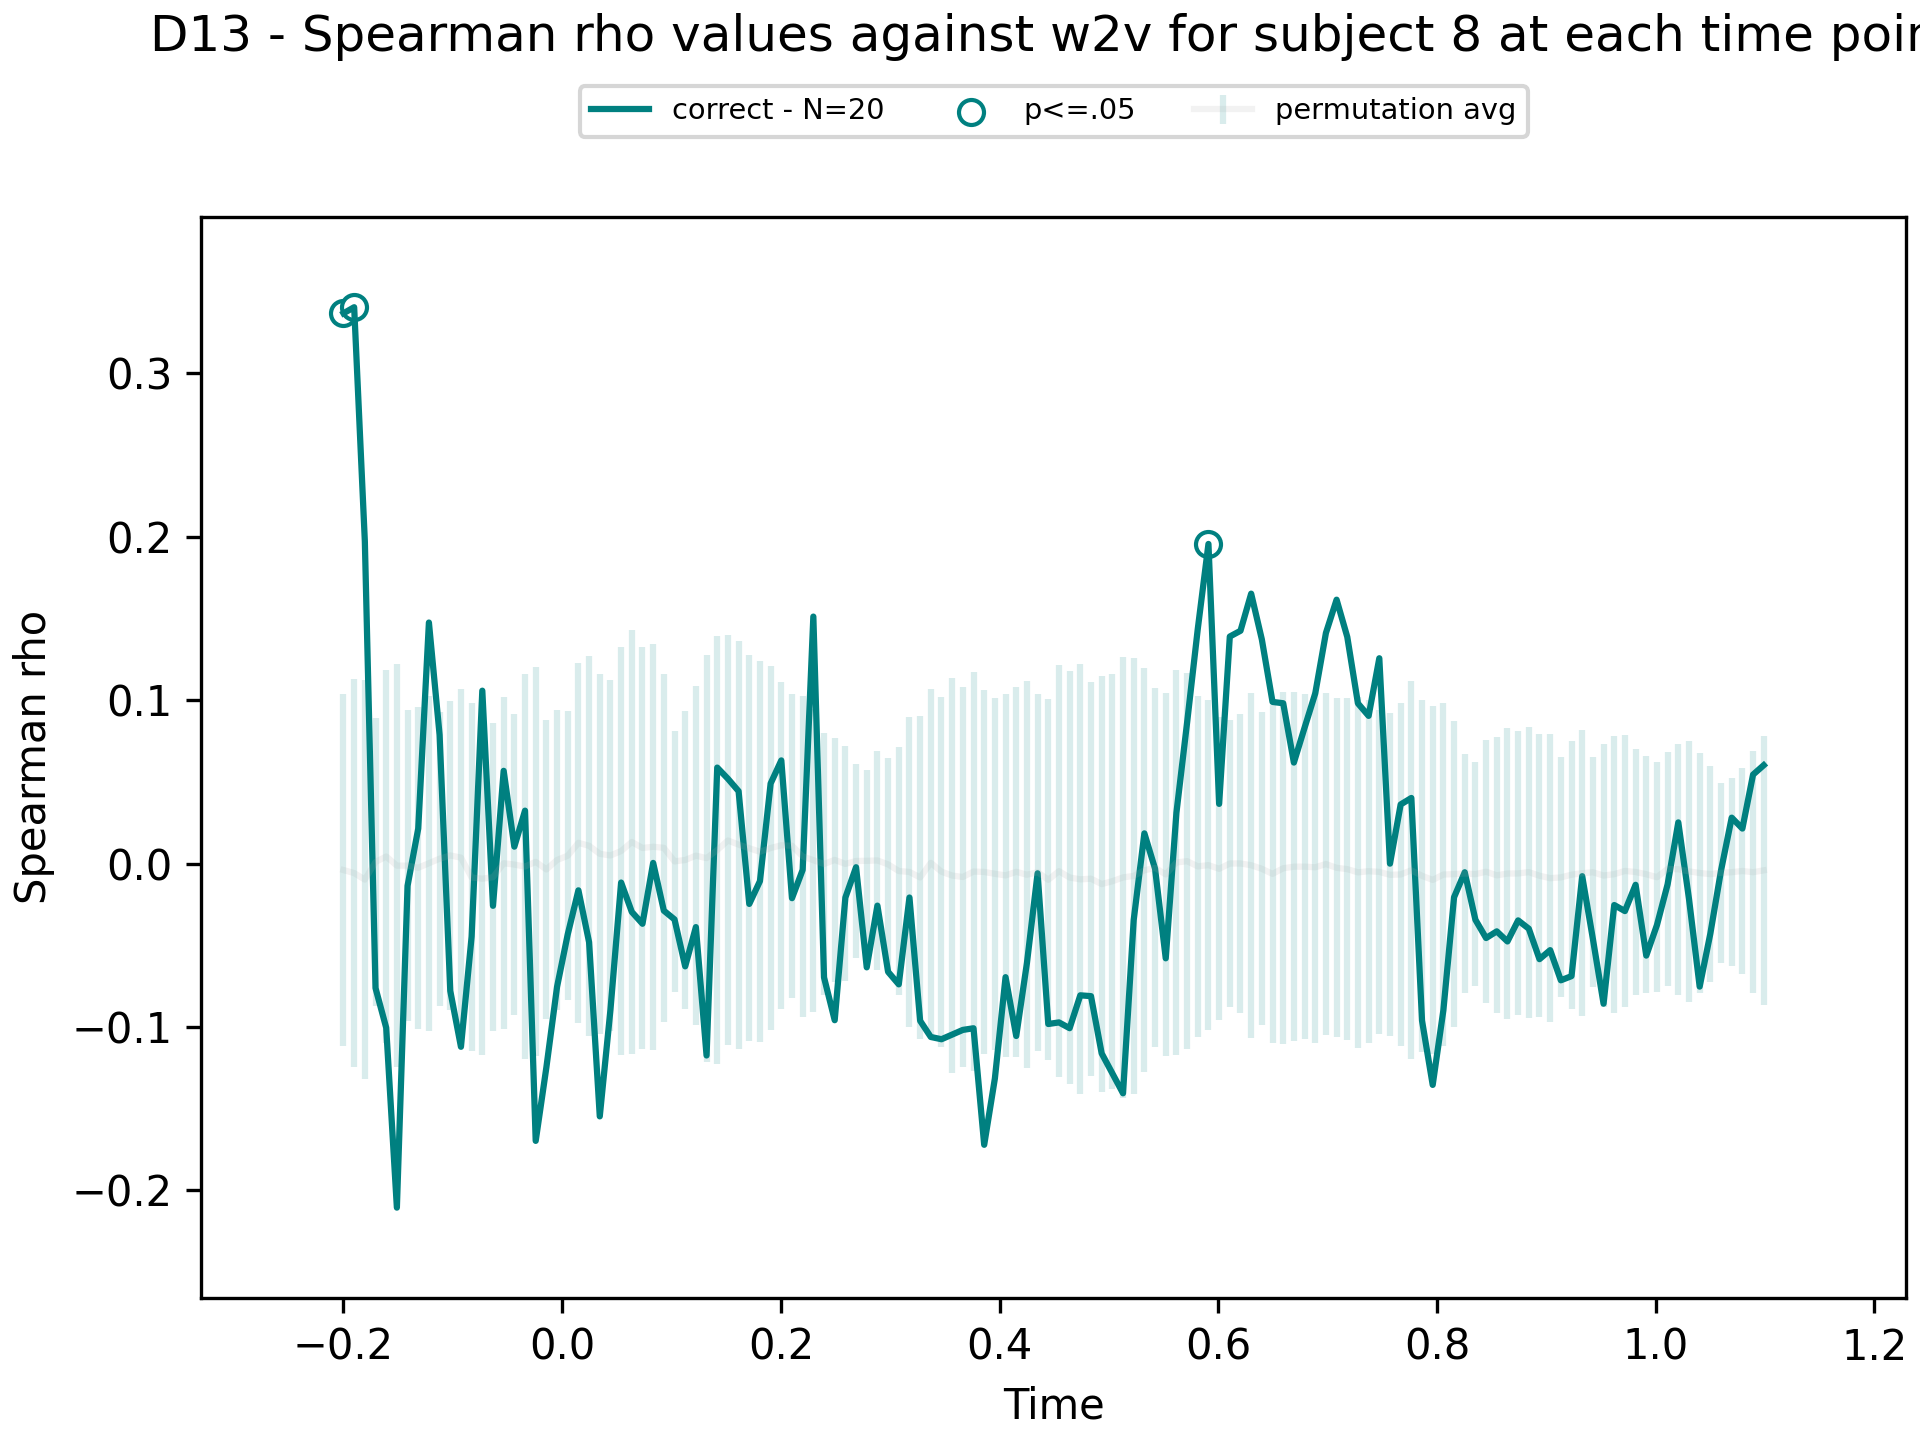 D13 - Spearman rho values against w2v for subject 8 at each time
correct - N=20 p<=.05 permutation avg
Spearman rho
0.3
0.2
0.1
0.0
−0.1
−0.2
−0.2 0.0 0.2 0.4 0.6 0.8 1.0 1.2
Time